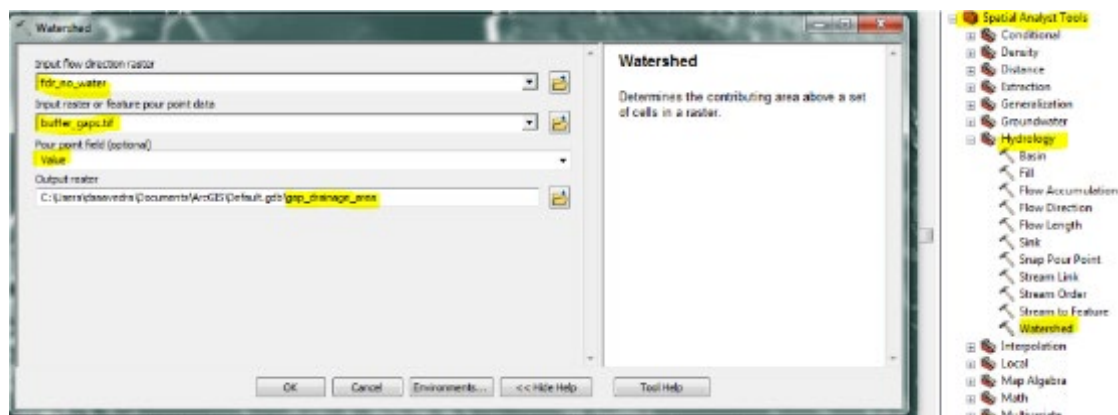 Watershed
Input flow direction raster
fdr_no_water
Input raster or feature pour point data
buffer_gaps.tif
Pour point field (optional)
Value
Output raster
C:\Users\dsaavedra\Documents\ArcGIS\Default.gdb\gap_drainage_area
OK
Cancel
Environments...
<< Hide Help
Tool Help
Watershed
Determines the contributing area above a set
of cells in a raster.
Spatial Analyst Tools
Conditional
Density
Distance
Extraction
Generalization
Groundwater
Hydrology
Basin
Fill
Flow Accumulation
Flow Direction
Flow Length
Sink
Snap Pour Point
Stream Link
Stream Order
Stream to Feature
Watershed
Interpolation
Local
Map Algebra
Math